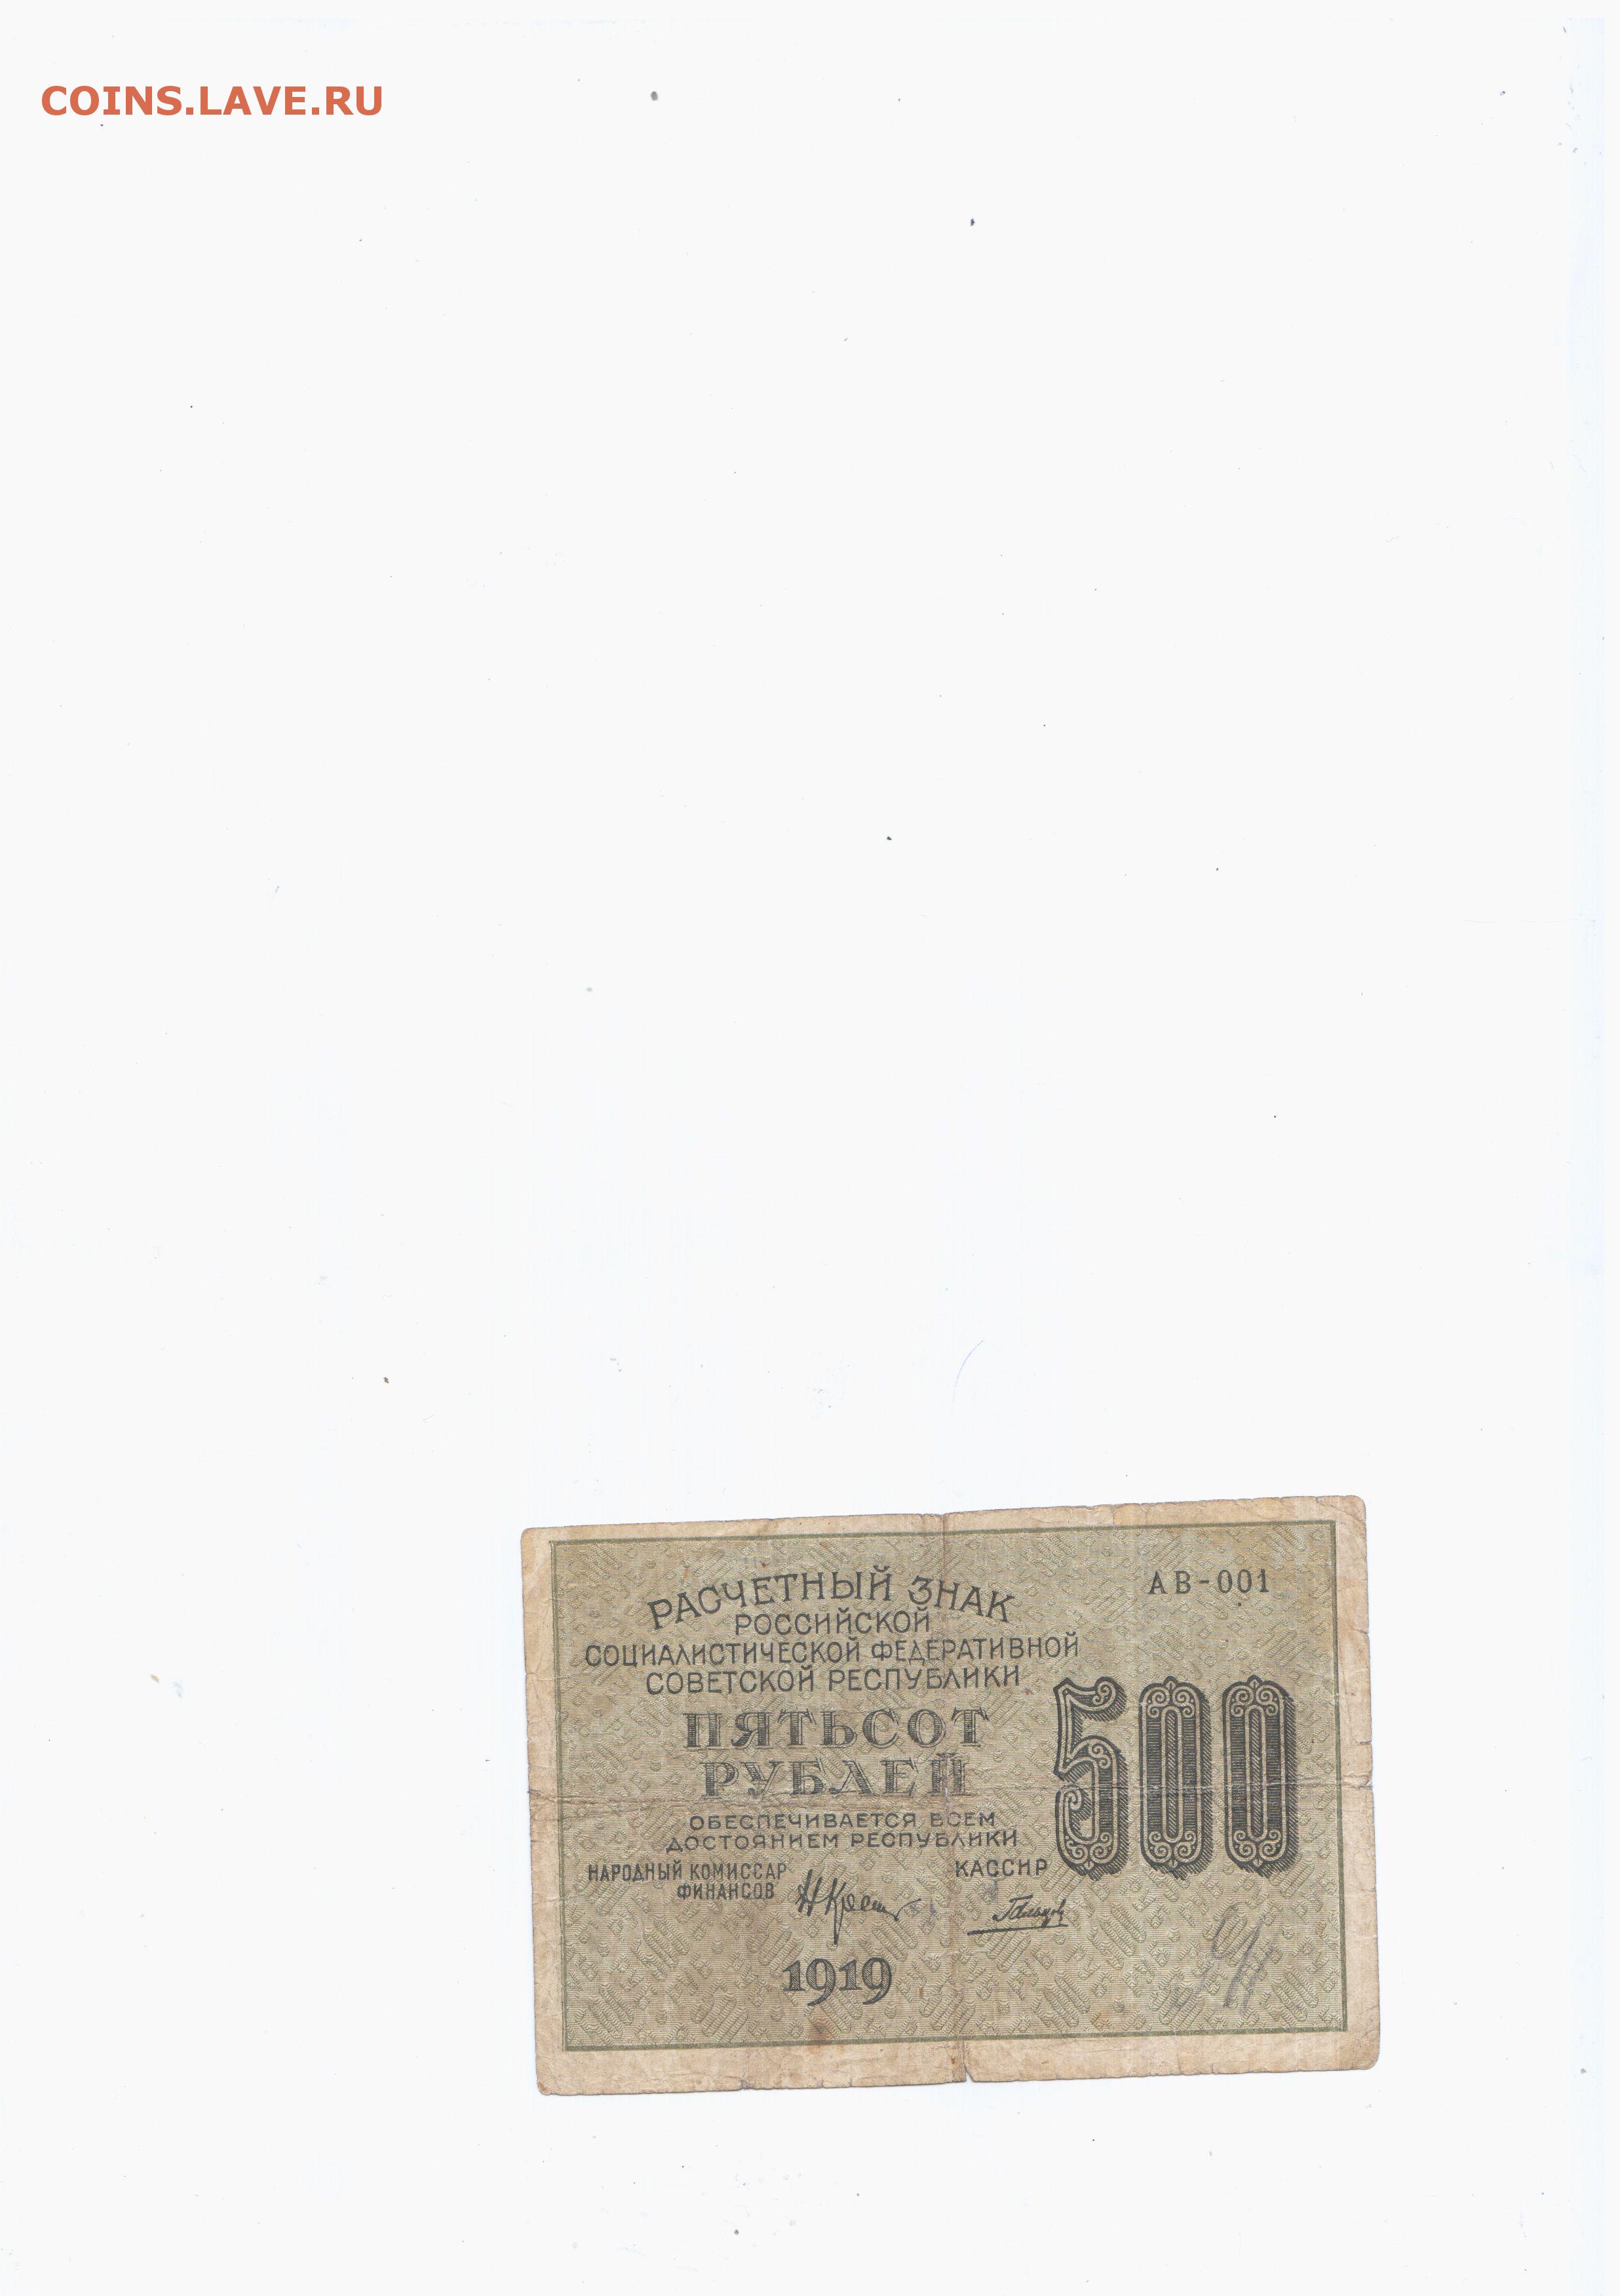 COINS.LAVE.RU
РАСЧЕТНЫЙ ЗНАК
АВ-001
РОССИЙСКОЙ
СОЦИАЛИСТИЧЕСКОЙ ФЕДЕРАТИВНОЙ
СОВЕТСКОЙ РЕСПУБЛИКИ
ПЯТЬСОТ
РУБЛЕЙ
500
ОБЕСПЕЧИВАЕТСЯ ВСЕМ
ДОСТОЯНИЕМ РЕСПУБЛИКИ
НАРОДНЫЙ КОМИССАР
ФИНАНСОВ
КАССИР
1919